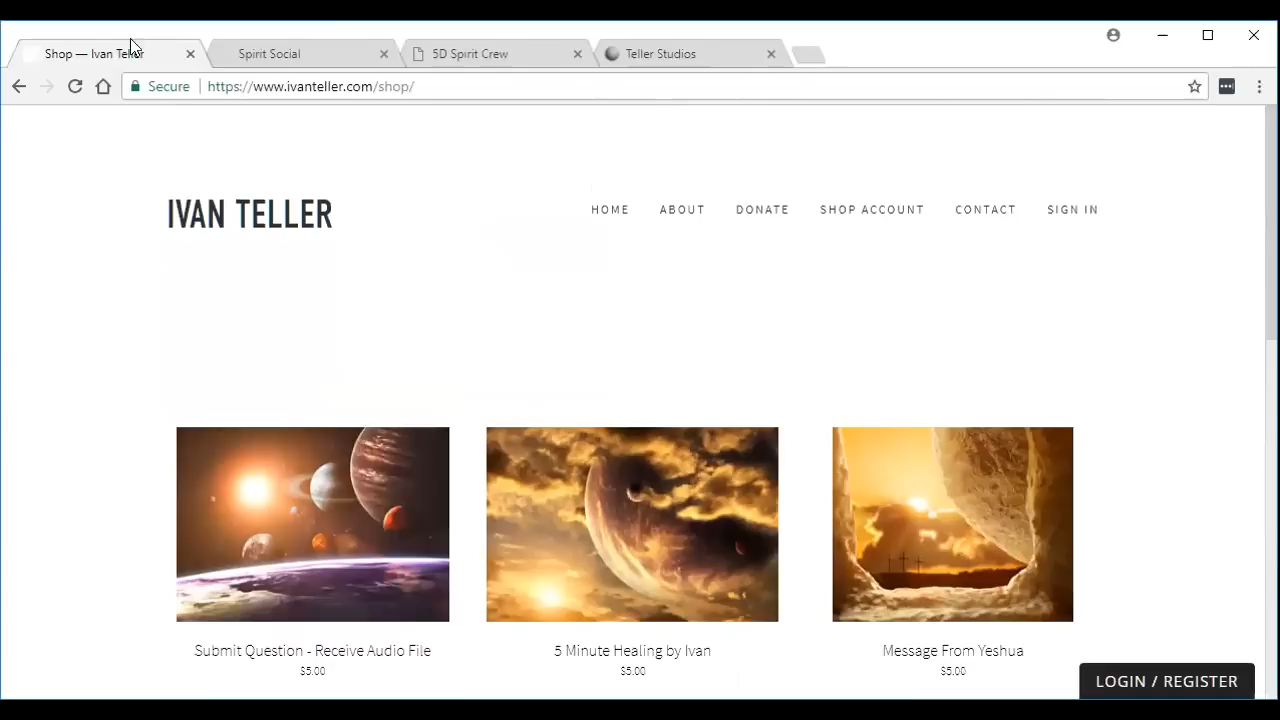 Shop — Ivan Teller
Spirit Social
5D Spirit Crew
Teller Studios
Secure
https://www.ivanteller.com/shop/
IVAN TELLER
HOME ABOUT DONATE SHOP ACCOUNT CONTACT SIGN IN
Submit Question - Receive Audio File
$5.00
5 Minute Healing by Ivan
$5.00
Message From Yeshua
$5.00
LOGIN / REGISTER